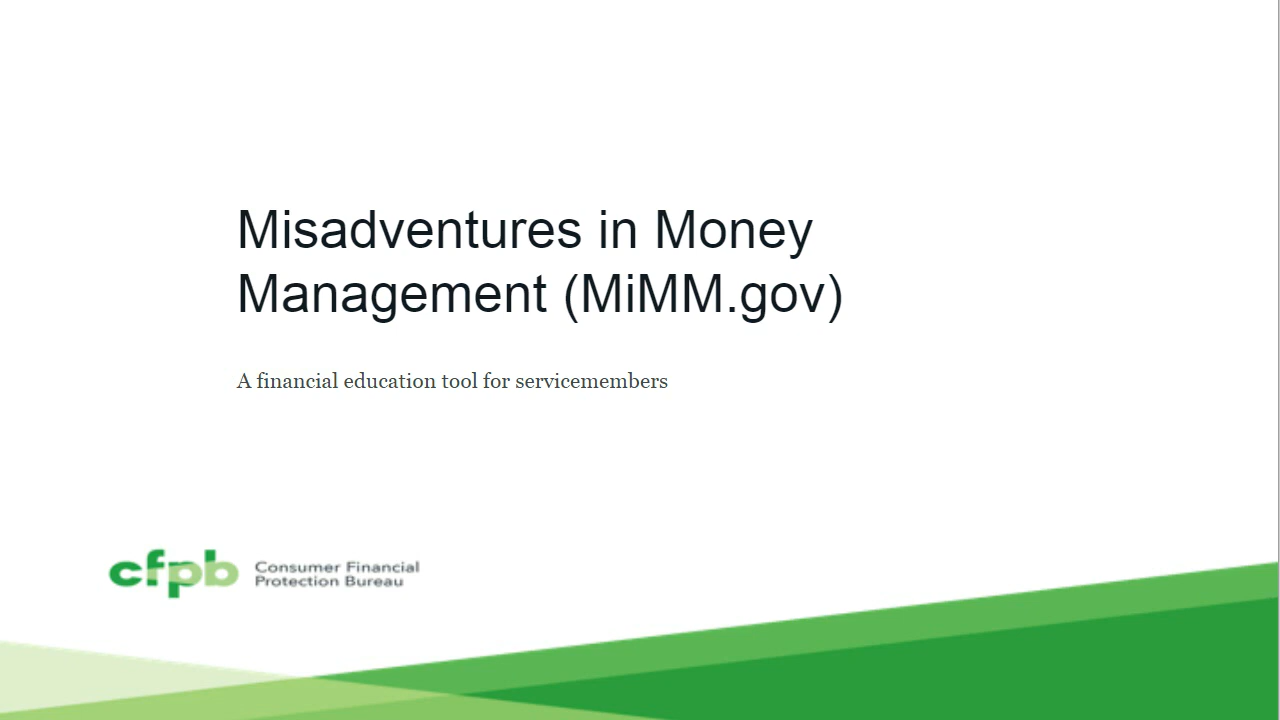 Misadventures in Money
Management (MiMM.gov)
A financial education tool for servicemembers
cfpb Consumer Financial
Protection Bureau